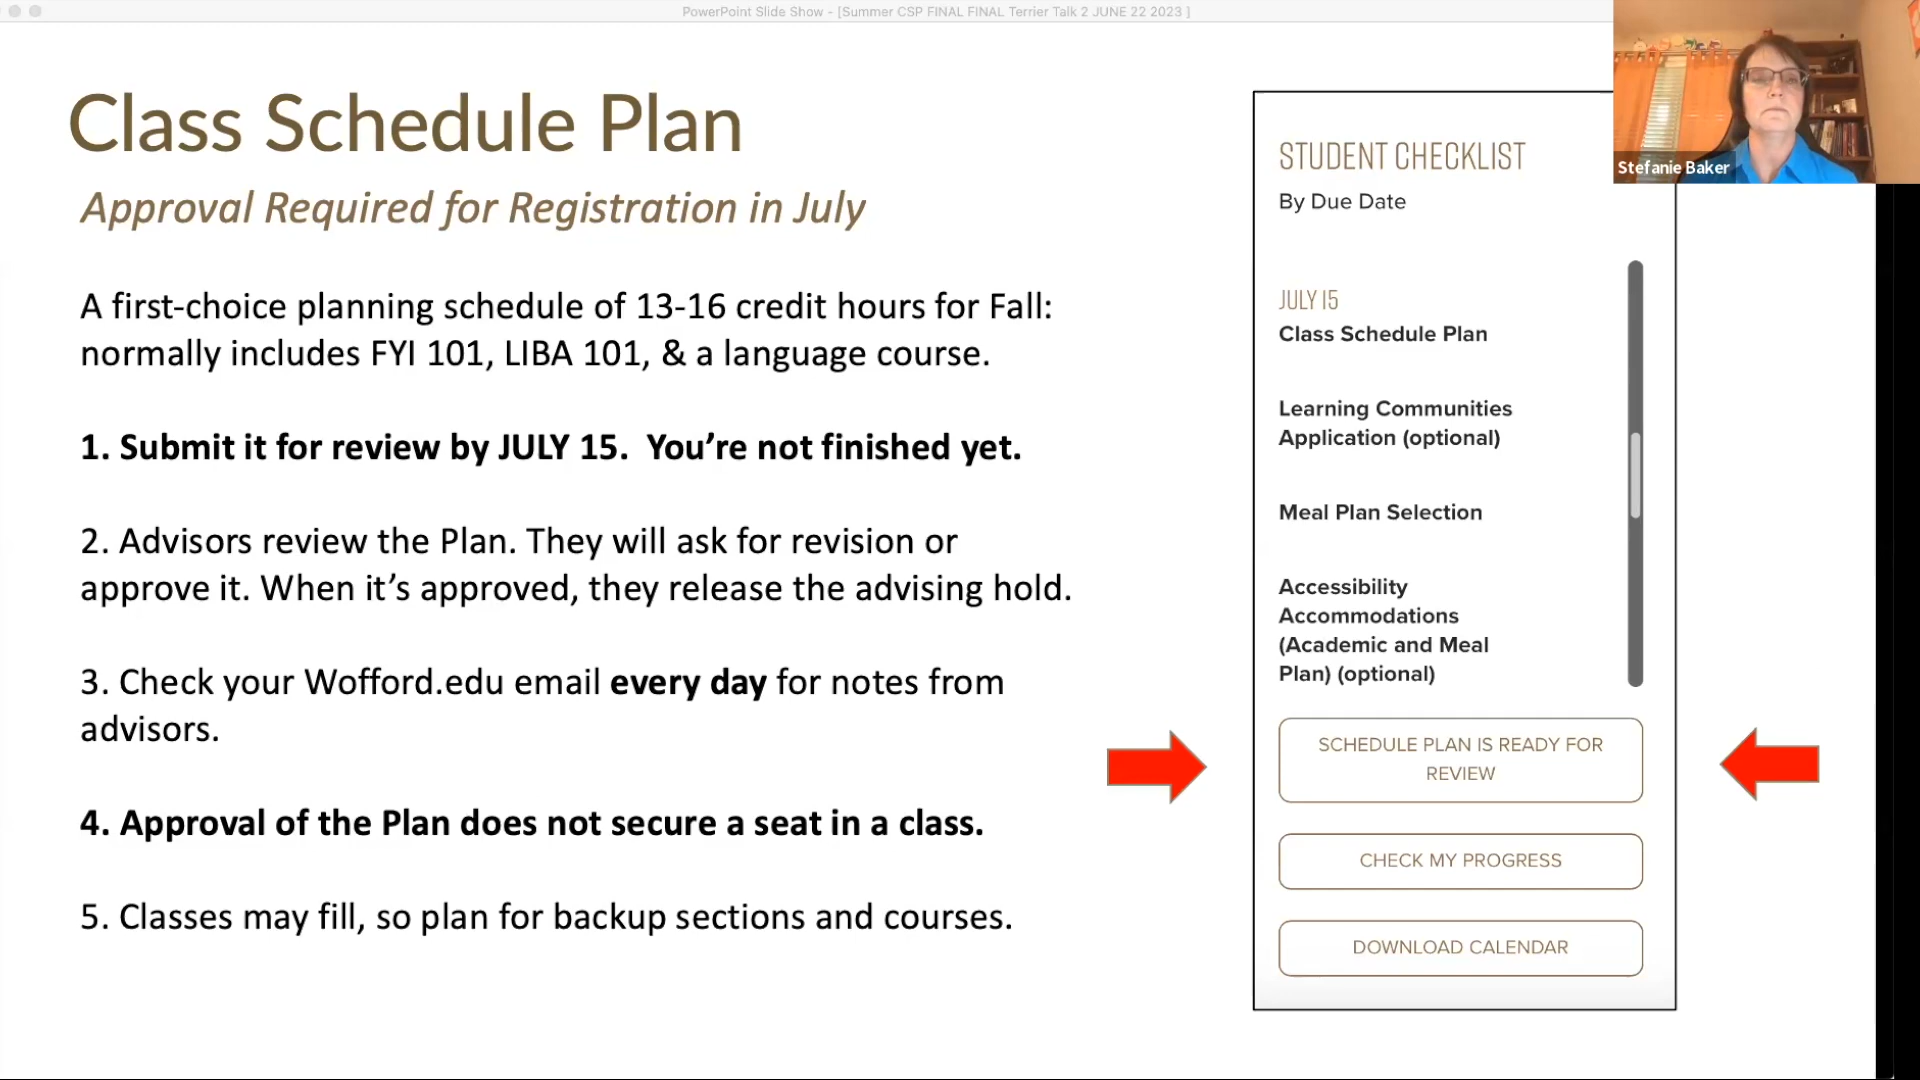 PowerPoint Slide Show - [Summer CSP FINAL FINAL Terrier Talk 2 JUNE 22 2023 ]
Class Schedule Plan
Approval Required for Registration in July
A first-choice planning schedule of 13-16 credit hours for Fall:
normally includes FYI 101, LIBA 101, & a language course.
1. Submit it for review by JULY 15.  You’re not finished yet.
2. Advisors review the Plan. They will ask for revision or
approve it. When it’s approved, they release the advising hold.
3. Check your Wofford.edu email every day for notes from
advisors.
4. Approval of the Plan does not secure a seat in a class.
5. Classes may fill, so plan for backup sections and courses.
STUDENT CHECKLIST
By Due Date
JULY 15
Class Schedule Plan
Learning Communities
Application (optional)
Meal Plan Selection
Accessibility
Accommodations
(Academic and Meal
Plan) (optional)
SCHEDULE PLAN IS READY FOR
REVIEW
CHECK MY PROGRESS
DOWNLOAD CALENDAR
Stefanie Baker